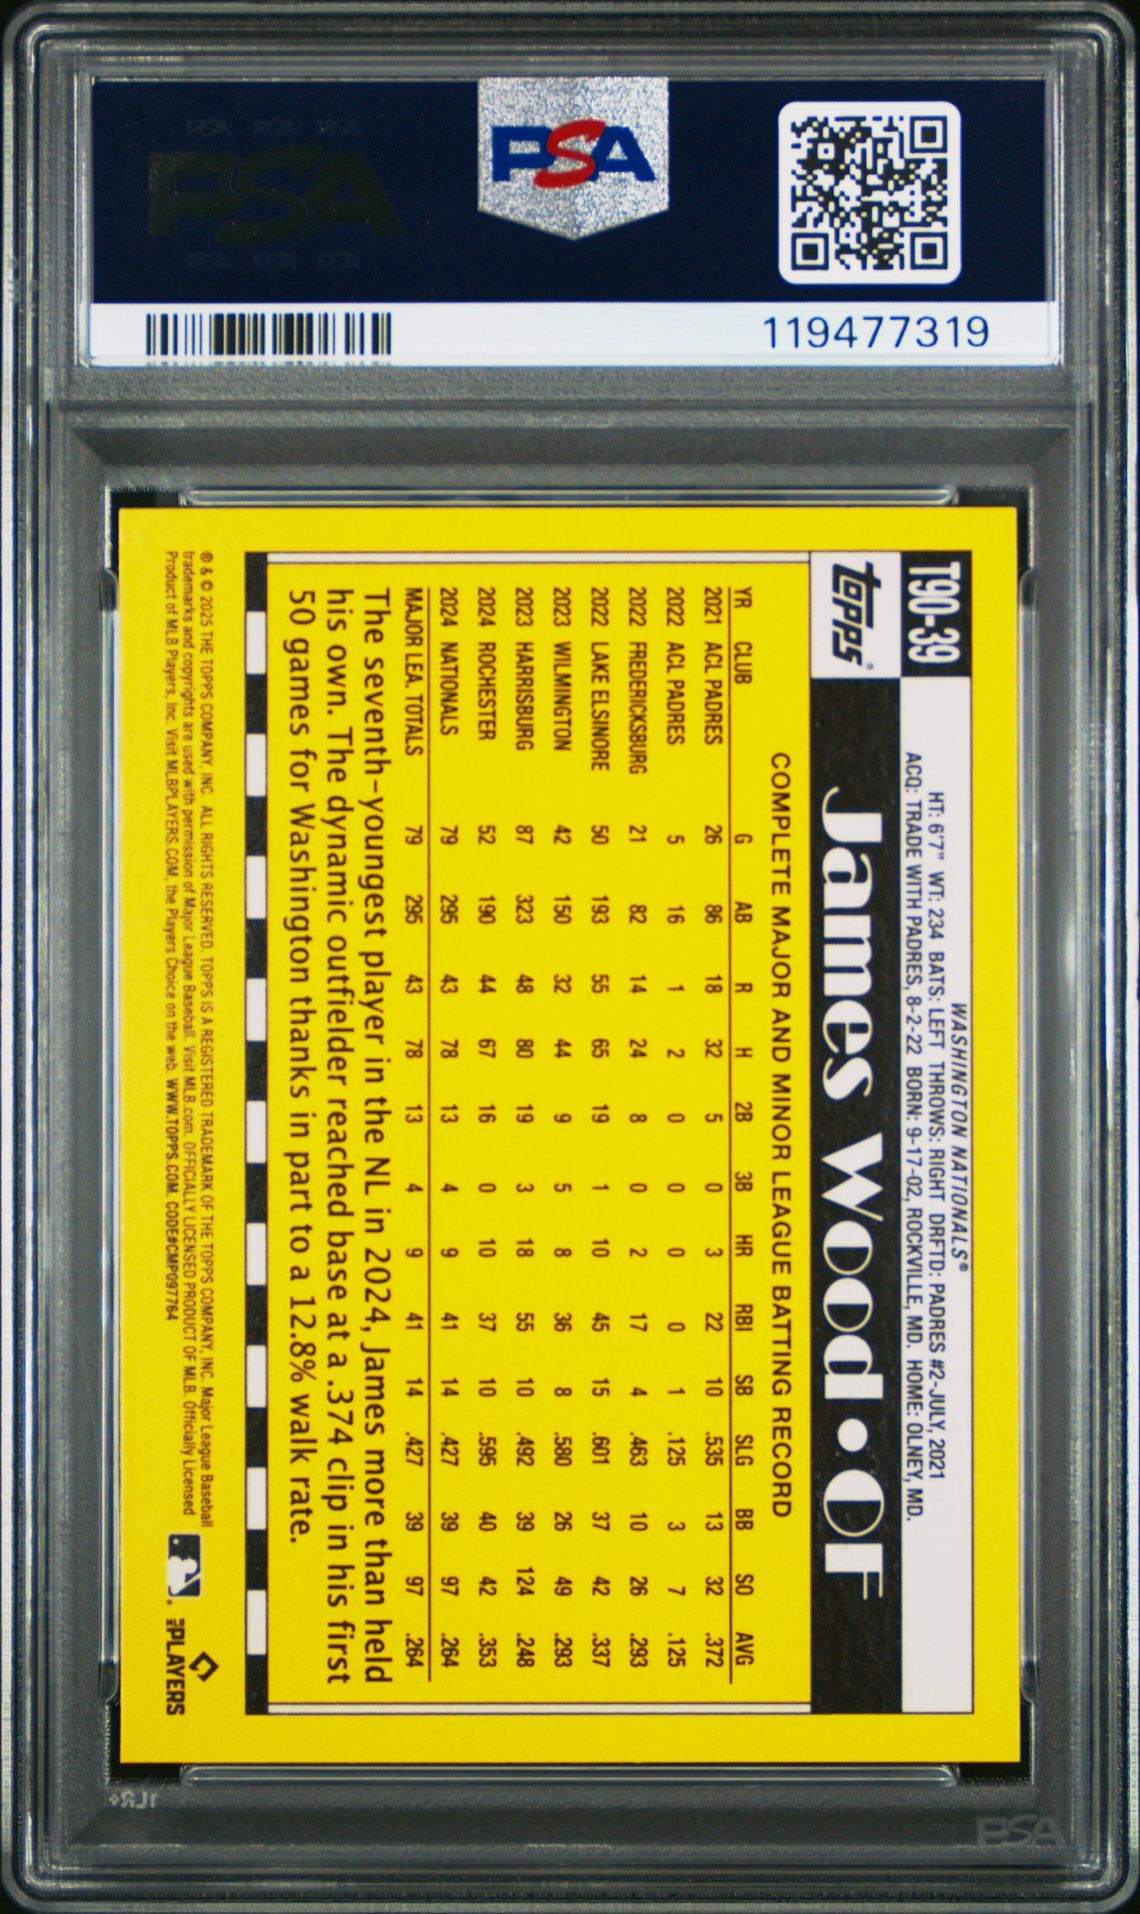 PSA PSA PSA
PSA
PSA PSA PSA
PSA
119477319
T90-39
WASHINGTON NATIONALS®
HT: 6'7" WT: 234 BATS: LEFT THROWS: RIGHT DRFTD: PADRES #2-JULY, 2021
ACQ: TRADE WITH PADRES, 8-2-22 BORN: 9-17-02, ROCKVILLE, MD. HOME: OLNEY, MD.
topps® James Wood • OF
COMPLETE MAJOR AND MINOR LEAGUE BATTING RECORD
YR CLUB G AB R H 2B 3B HR RBI SB SLG BB SO AVG
2021 ACL PADRES 26 86 18 32 5 0 3 22 10 .535 13 32 .372
2022 ACL PADRES 5 16 1 2 0 0 0 0 1 .125 3 7 .125
2022 FREDERICKSBURG 21 82 14 24 8 0 2 17 4 .463 10 26 .293
2022 LAKE ELSINORE 50 193 55 65 19 1 10 45 15 .601 37 42 .337
2023 WILMINGTON 42 150 32 44 9 5 8 36 8 .580 26 49 .293
2023 HARRISBURG 87 323 48 80 19 3 18 55 10 .492 39 124 .248
2024 ROCHESTER 52 190 44 67 16 0 10 37 10 .595 40 42 .353
2024 NATIONALS 79 295 43 78 13 4 9 41 14 .427 39 97 .264
MAJOR LEA. TOTALS 79 295 43 78 13 4 9 41 14 .427 39 97 .264
The seventh-youngest player in the NL in 2024, James more than held
his own. The dynamic outfielder reached base at a .374 clip in his first
50 games for Washington thanks in part to a 12.8% walk rate.
® & © 2025 THE TOPPS COMPANY, INC. ALL RIGHTS RESERVED. TOPPS IS A REGISTERED TRADEMARK OF THE TOPPS COMPANY, INC. Major League Baseball
trademarks and copyrights are used with permission of Major League Baseball. Visit MLB.com. OFFICIALLY LICENSED PRODUCT OF MLB. Officially Licensed
Product of MLB Players, Inc. Visit MLBPLAYERS.COM, the Players Choice on the web. WWW.TOPPS.COM. CODE#CMP097764
PLAYERS
PSA